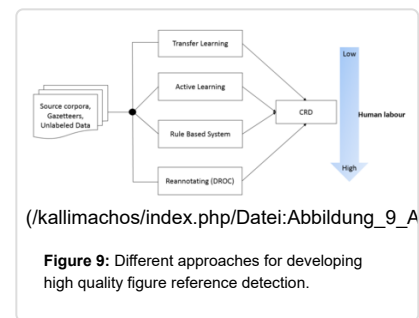 Transfer Learning
Low
Active Learning
Source corpora,
Gazetteers,
Unlabeled Data
CRD
Human labour
Rule Based System
High
Reannotating (DROC)
(/kallimachos/index.php/Datei:Abbildung_9_A
Figure 9: Different approaches for developing
high quality figure reference detection.